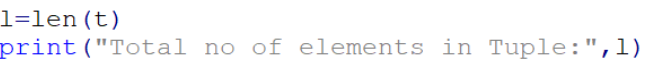 l=len(t)
print("Total no of elements in Tuple:",l)